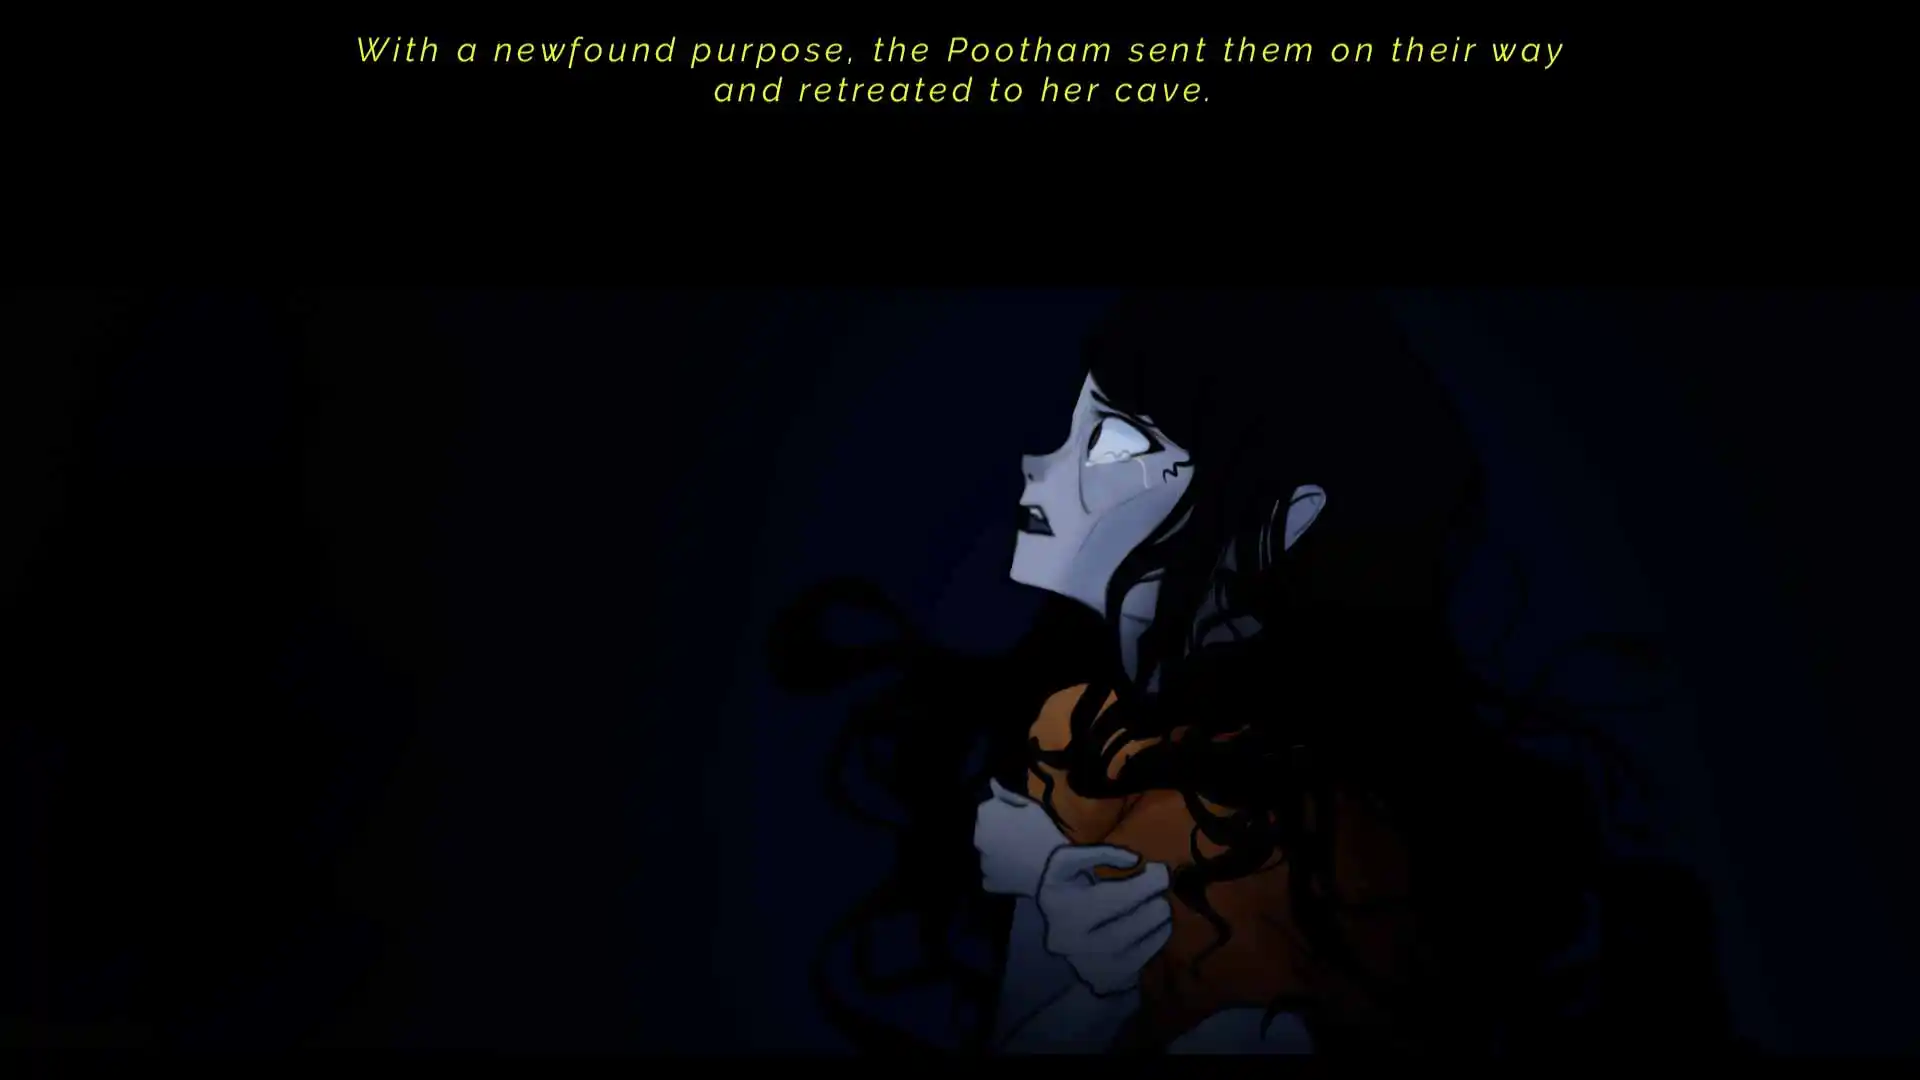 With a newfound purpose, the Pootham sent them on their way
and retreated to her cave.